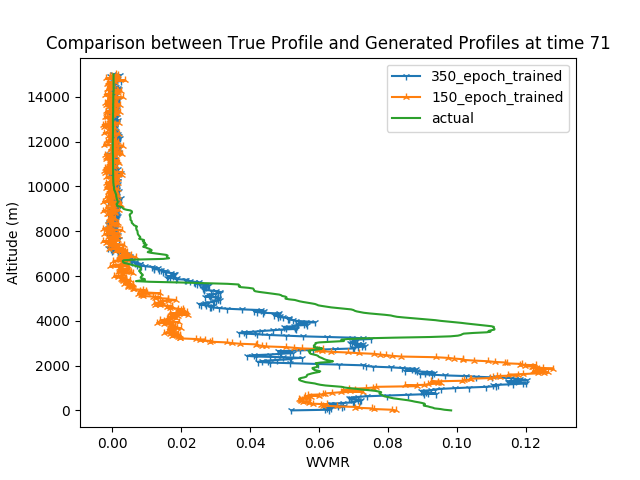 Comparison between True Profile and Generated Profiles at time 71
350_epoch_trained
150_epoch_trained
actual
14000
12000
10000
8000
6000
4000
2000
0
Altitude (m)
0.00 0.02 0.04 0.06 0.08 0.10 0.12
WVMR